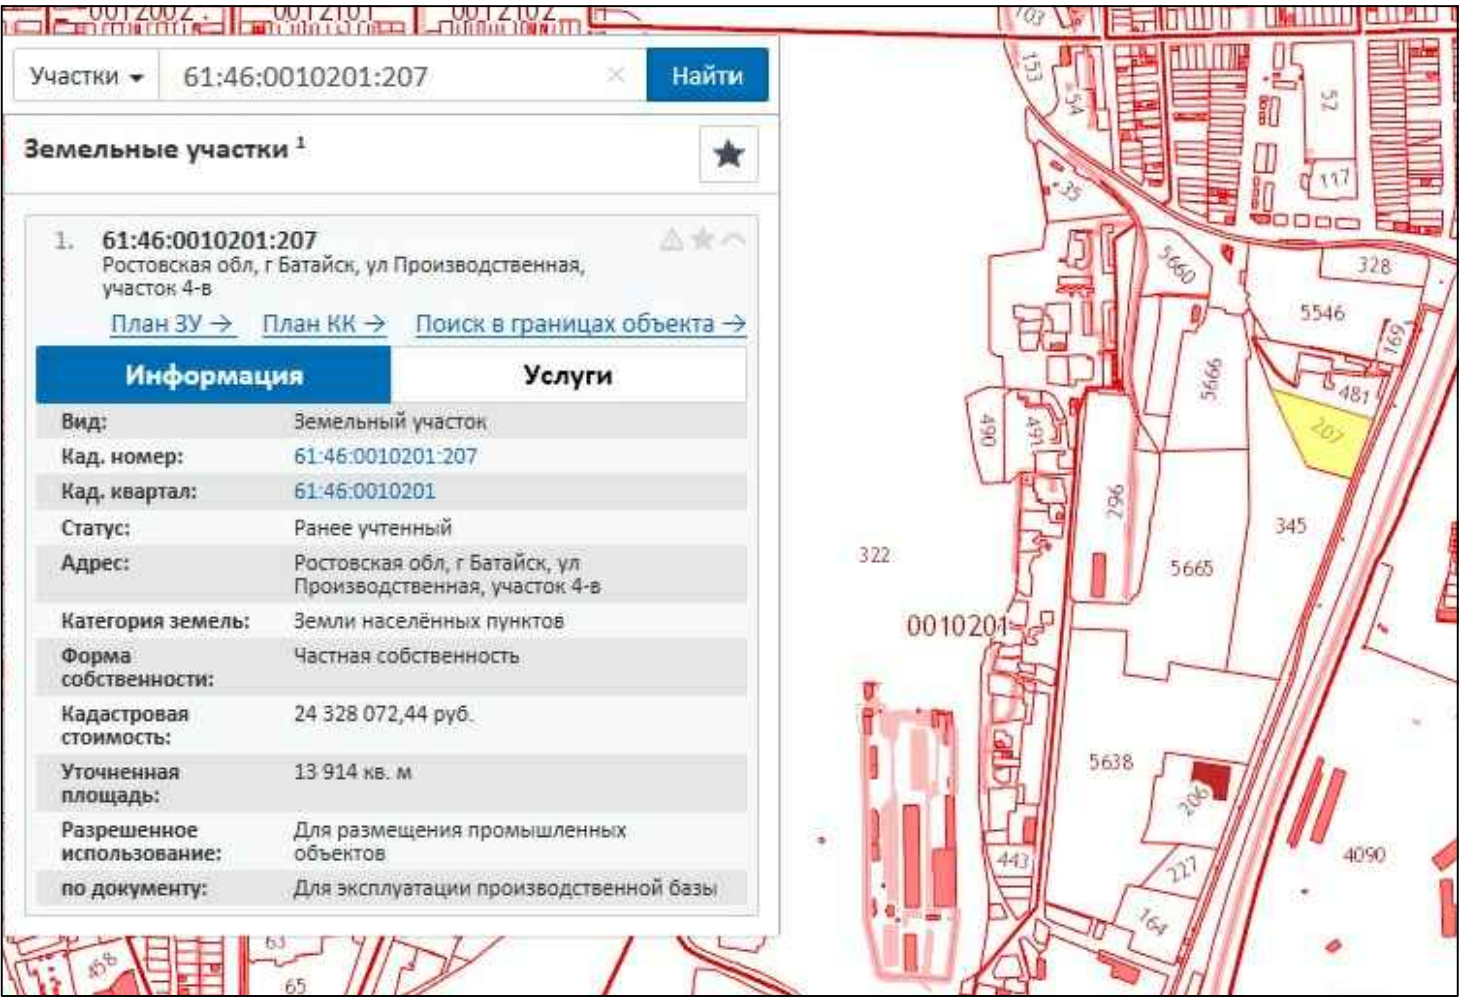 0012002
0012101
0012102
103
Участки
61:46:0010201:207
×
Найти
153
54
52
Земельные участки 1
117
35
1. 61:46:0010201:207
Ростовская обл, г Батайск, ул Производственная,
участок 4-в
План ЗУ → План КК → Поиск в границах объекта →
Информация
Услуги
Вид: Земельный участок
Кад. номер: 61:46:0010201:207
Кад. квартал: 61:46:0010201
Статус: Ранее учтенный
Адрес: Ростовская обл, г Батайск, ул
Производственная, участок 4-в
Категория земель: Земли населённых пунктов
Форма
собственности:
Частная собственность
Кадастровая
стоимость:
24 328 072,44 руб.
Уточненная
площадь:
13 914 кв. м
Разрешенное
использование:
Для размещения промышленных
объектов
по документу: Для эксплуатации производственной базы
5660
328
5546
169
5666
481
207
490
491
296
345
322
5665
0010201
5638
206
4090
443
227
164
458
63
65